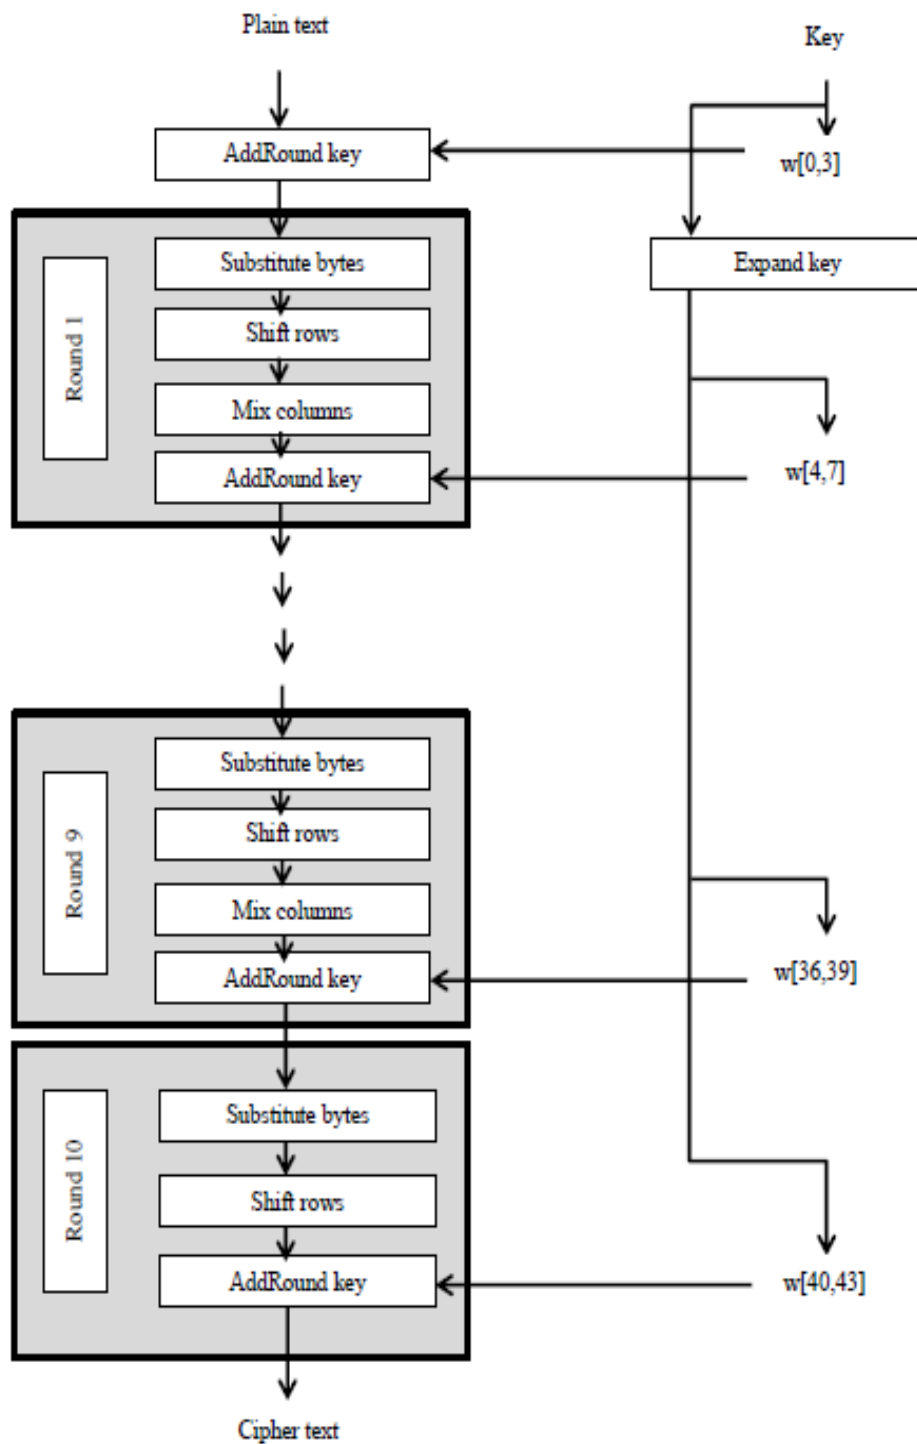 Plain text
Key
AddRound key
w[0,3]
Round 1
Substitute bytes
Expand key
Shift rows
Mix columns
AddRound key
w[4,7]
Round 9
Substitute bytes
Shift rows
Mix columns
AddRound key
w[36,39]
Round 10
Substitute bytes
Shift rows
AddRound key
w[40,43]
Cipher text